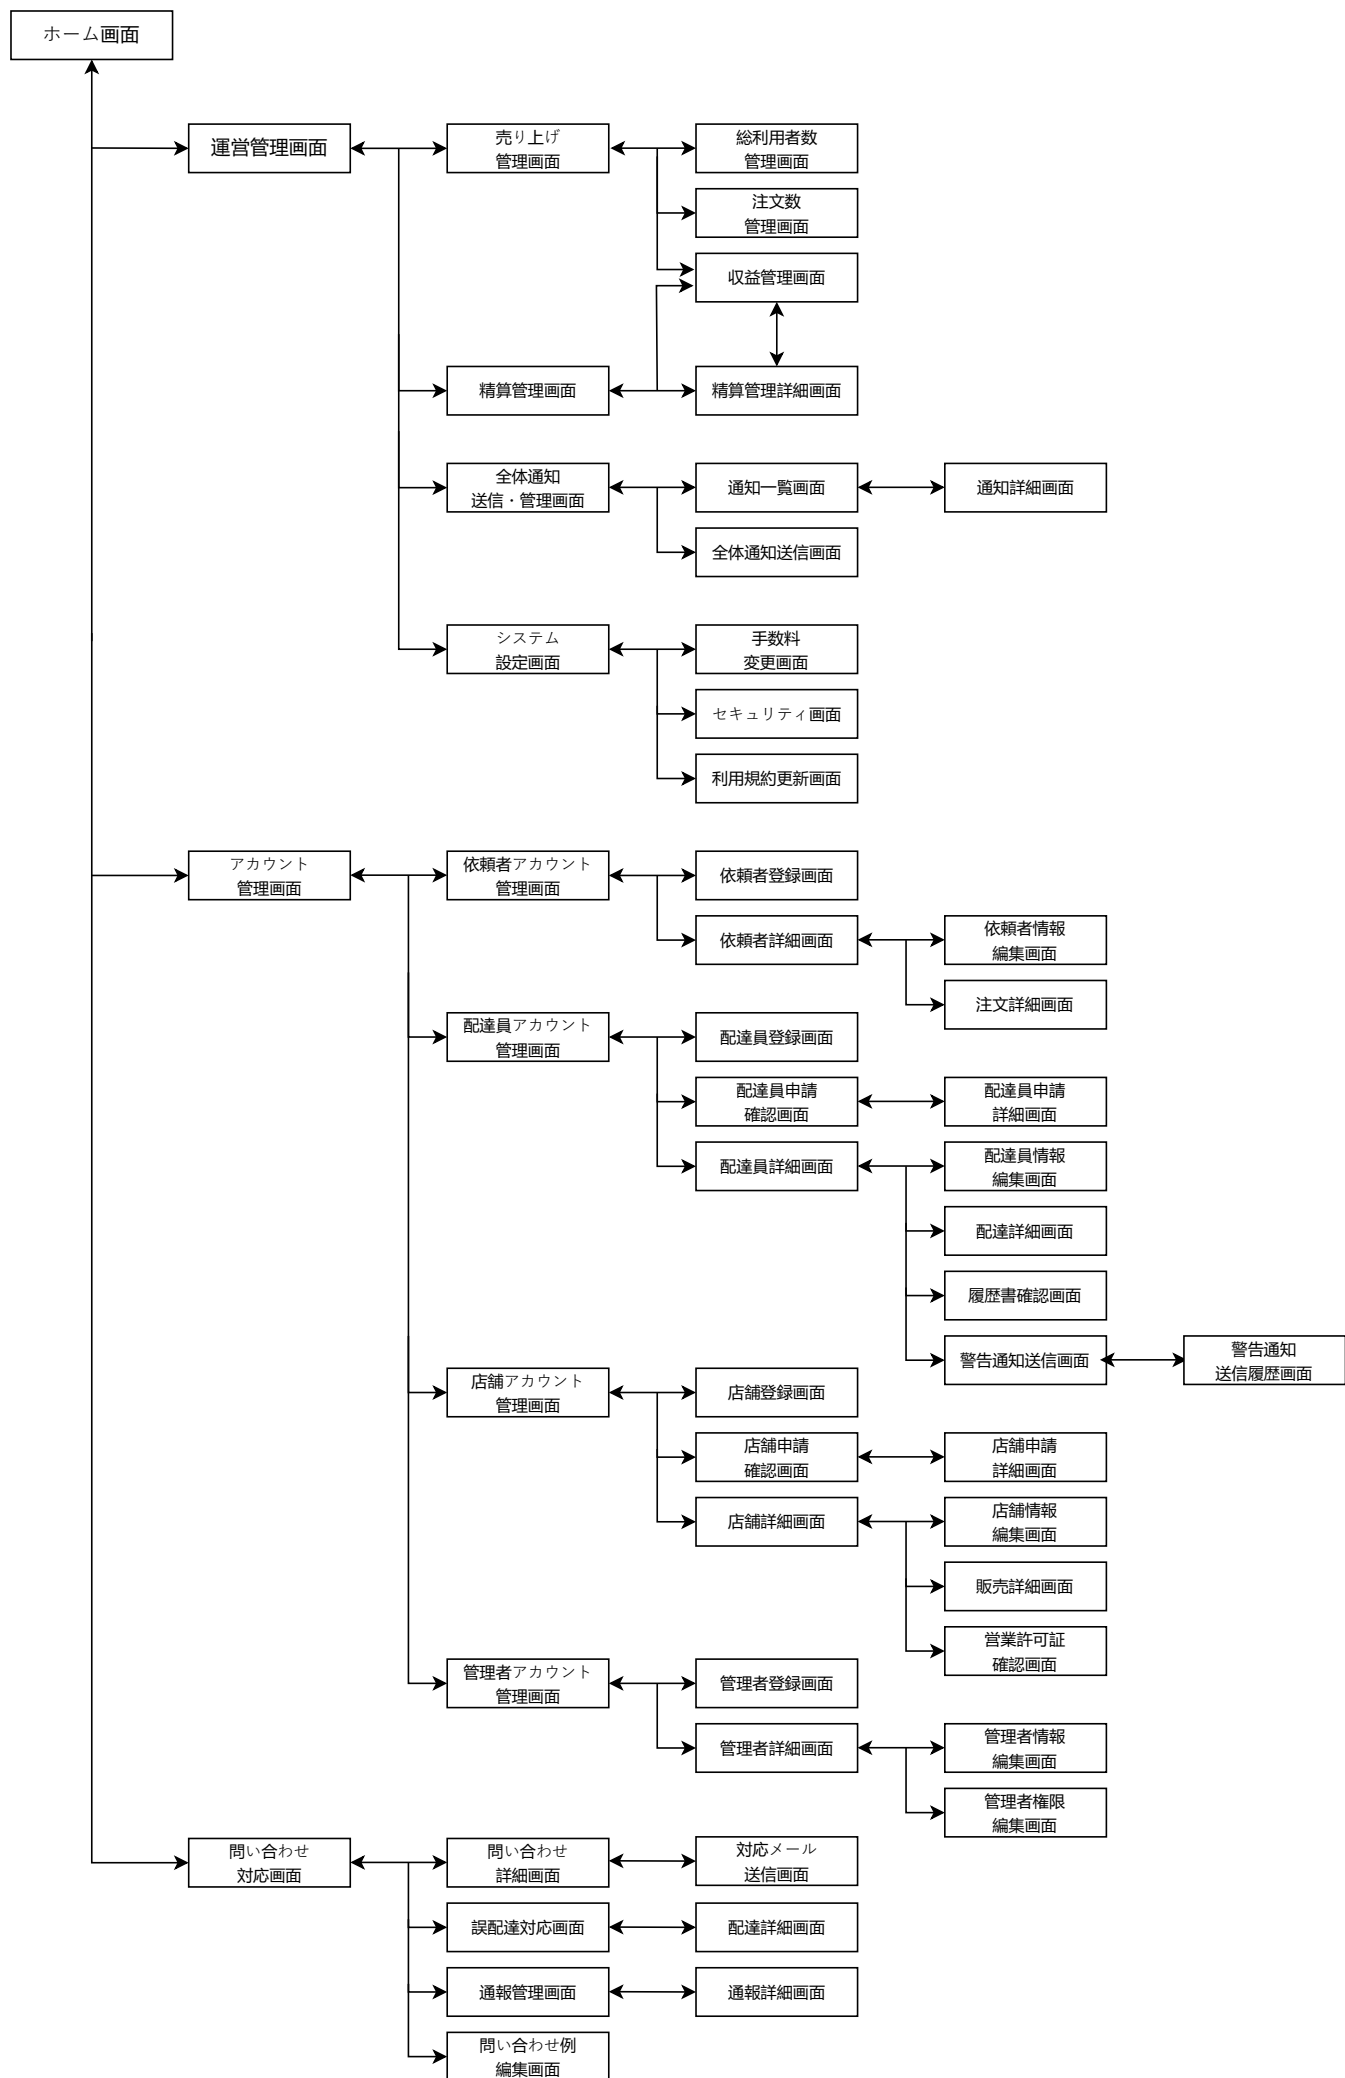 ホーム画面
運営管理画面
売り上げ
管理画面
総利用者数
管理画面
注文数
管理画面
収益管理画面
精算管理画面
精算管理詳細画面
全体通知
送信・管理画面
通知一覧画面
通知詳細画面
全体通知送信画面
システム
設定画面
手数料
変更画面
セキュリティ画面
利用規約更新画面
アカウント
管理画面
依頼者アカウント
管理画面
依頼者登録画面
依頼者詳細画面
依頼者情報
編集画面
注文詳細画面
配達員アカウント
管理画面
配達員登録画面
配達員申請
確認画面
配達員申請
詳細画面
配達員詳細画面
配達員情報
編集画面
配達詳細画面
履歴書確認画面
警告通知送信画面
警告通知
送信履歴画面
店舗アカウント
管理画面
店舗登録画面
店舗申請
確認画面
店舗申請
詳細画面
店舗詳細画面
店舗情報
編集画面
販売詳細画面
営業許可証
確認画面
管理者アカウント
管理画面
管理者登録画面
管理者詳細画面
管理者情報
編集画面
管理者権限
編集画面
問い合わせ
対応画面
問い合わせ
詳細画面
対応メール
送信画面
誤配達対応画面
配達詳細画面
通報管理画面
通報詳細画面
問い合わせ例
編集画面